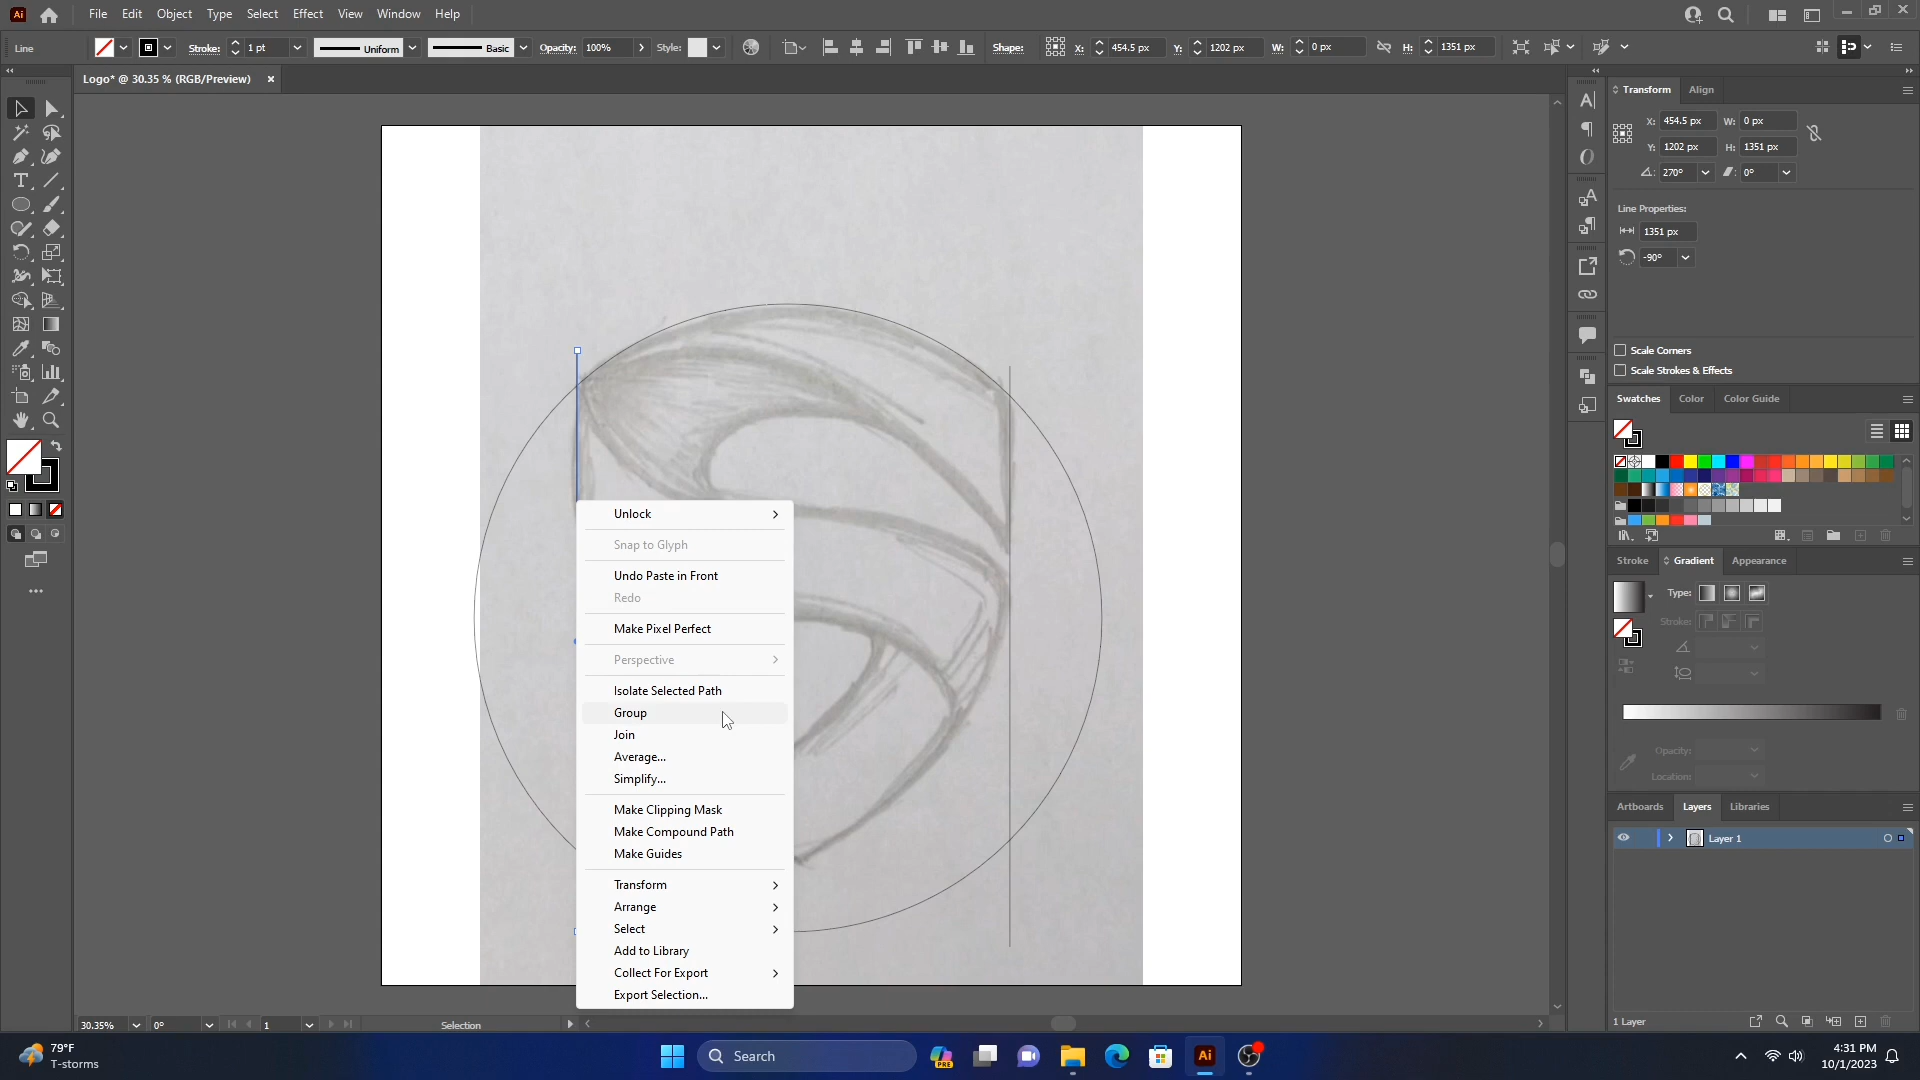 Ai File Edit Object Type Select Effect View Window Help
Line Stroke: 1 pt Uniform Basic Opacity: 100% Style: Shape: X: 454.5 px Y: 1202 px W: 0 px H: 1351 px
Logo* @ 30.35 % (RGB/Preview)
Transform Align
X: 454.5 px W: 0 px
Y: 1202 px H: 1351 px
270° 0°
Line Properties:
1351 px
-90°
Scale Corners
Scale Strokes & Effects
Swatches Color Color Guide
Stroke Gradient Appearance
Type:
Stroke:
Opacity:
Location:
Artboards Layers Libraries
Layer 1
1 Layer
Unlock
Snap to Glyph
Undo Paste in Front
Redo
Make Pixel Perfect
Perspective
Isolate Selected Path
Group
Join
Average...
Simplify...
Make Clipping Mask
Make Compound Path
Make Guides
Transform
Arrange
Select
Add to Library
Collect For Export
Export Selection...
30.35% 0° 1 Selection
79°F
T-storms
Search
PRE
Ai
4:31 PM
10/1/2023